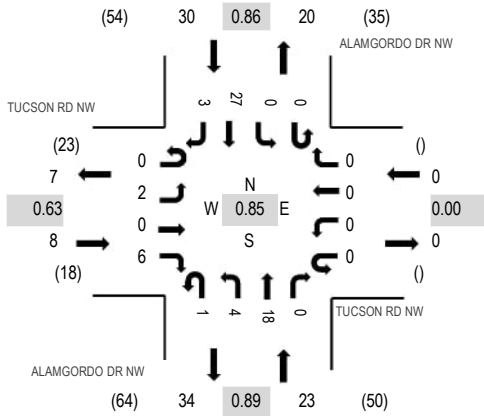 (54) 30 0.86 20 (35)
ALAMGORDO DR NW
3 27 0 0
TUCSON RD NW
(23) 0 0 ()
7 2 0 0
0.63 N 0.00
W 0.85 E
0 S 0
8 6 0 0
(18) ()
1 4 18 0
TUCSON RD NW
ALAMGORDO DR NW
(64) 34 0.89 23 (50)